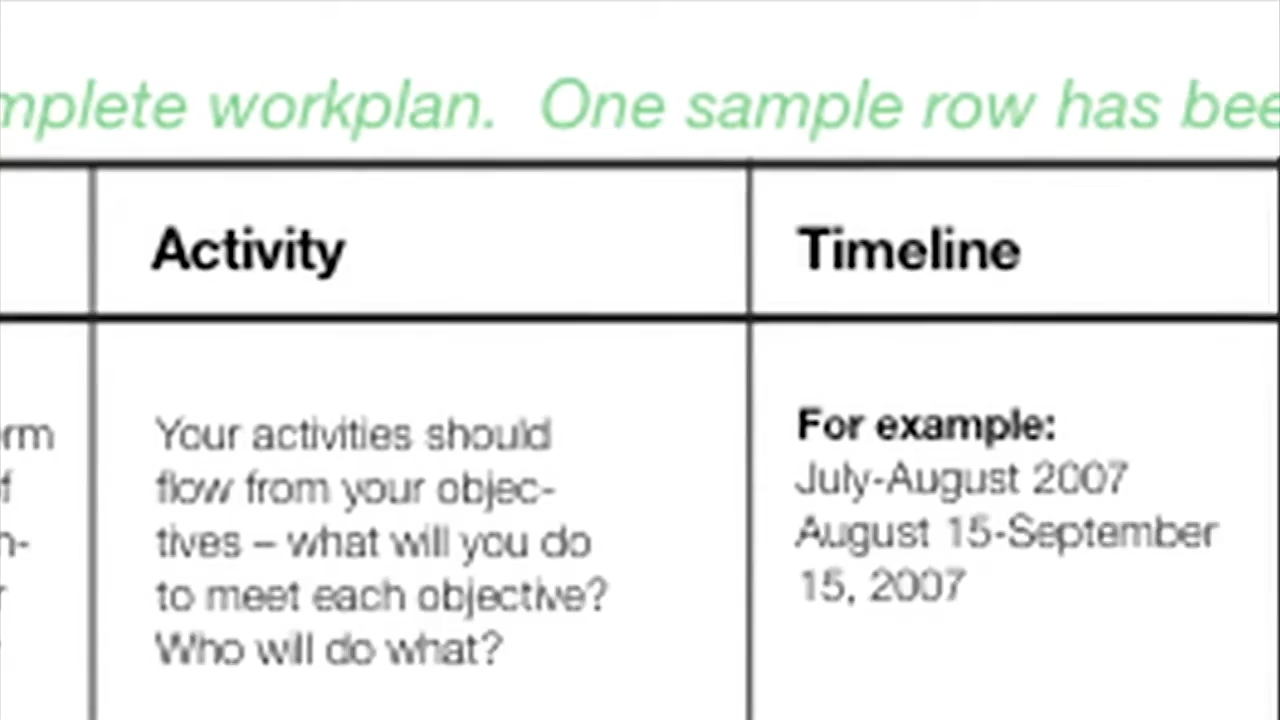 mplete workplan. One sample row has bee
Activity
Timeline
orm
f
n-
r
Your activities should
flow from your objec-
tives – what will you do
to meet each objective?
Who will do what?
For example:
July-August 2007
August 15-September
15, 2007